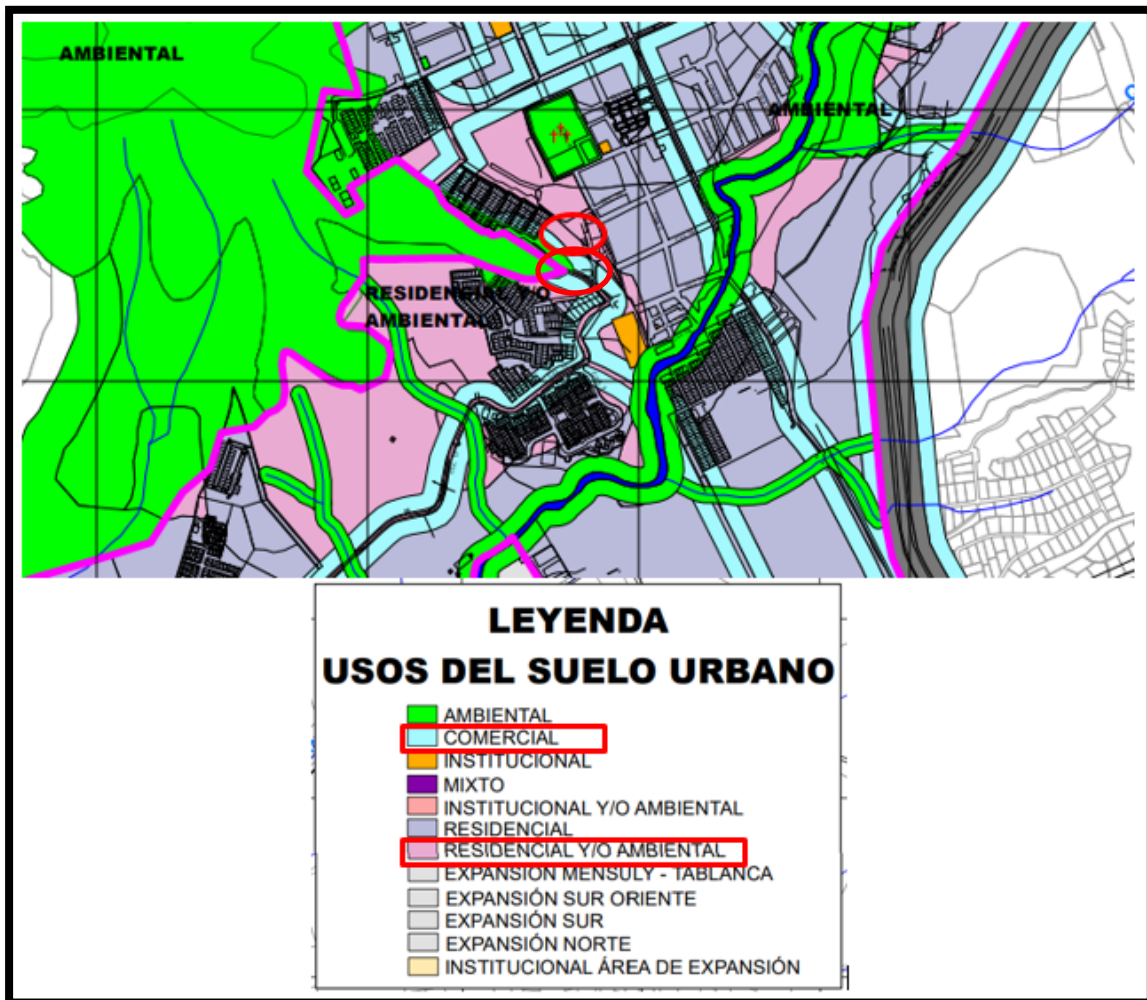 AMBIENTAL
AMBIENTAL
RESIDENCIAL Y/O
AMBIENTAL
LEYENDA
USOS DEL SUELO URBANO
AMBIENTAL
COMERCIAL
INSTITUCIONAL
MIXTO
INSTITUCIONAL Y/O AMBIENTAL
RESIDENCIAL
RESIDENCIAL Y/O AMBIENTAL
EXPANSIÓN MENSULY - TABLANCA
EXPANSIÓN SUR ORIENTE
EXPANSIÓN SUR
EXPANSIÓN NORTE
INSTITUCIONAL ÁREA DE EXPANSIÓN